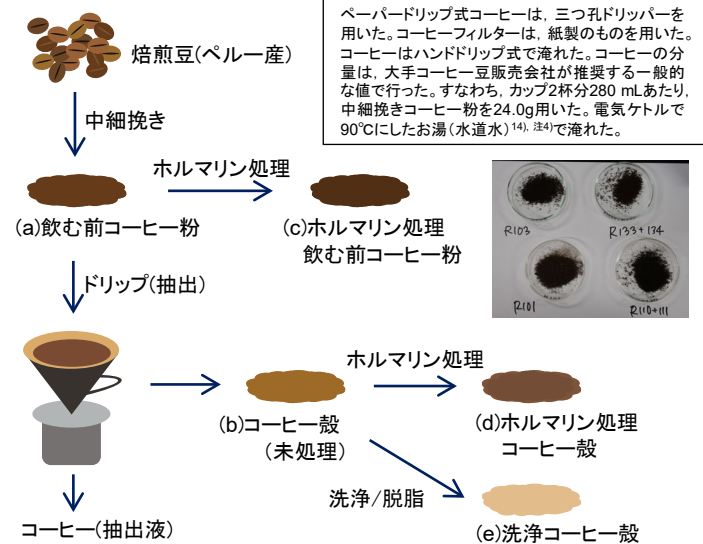 ペーパードリップ式コーヒーは，三つ孔ドリッパーを
用いた。コーヒーフィルターは，紙製のものを用いた。
コーヒーはハンドドリップ式で淹れた。コーヒーの分
量は，大手コーヒー豆販売会社が推奨する一般的
な値で行った。すなわち，カップ2杯分280 mLあたり，
中細挽きコーヒー粉を24.0g用いた。電気ケトルで
90℃にしたお湯（水道水）14), 注4)で淹れた。
焙煎豆(ペルー産)
中細挽き
ホルマリン処理
(a)飲む前コーヒー粉
(c)ホルマリン処理
飲む前コーヒー粉
R103
R133+134
R101
R110+111
ドリップ(抽出)
ホルマリン処理
(b)コーヒー殻
(未処理)
(d)ホルマリン処理
コーヒー殻
洗浄/脱脂
コーヒー(抽出液)
(e)洗浄コーヒー殻